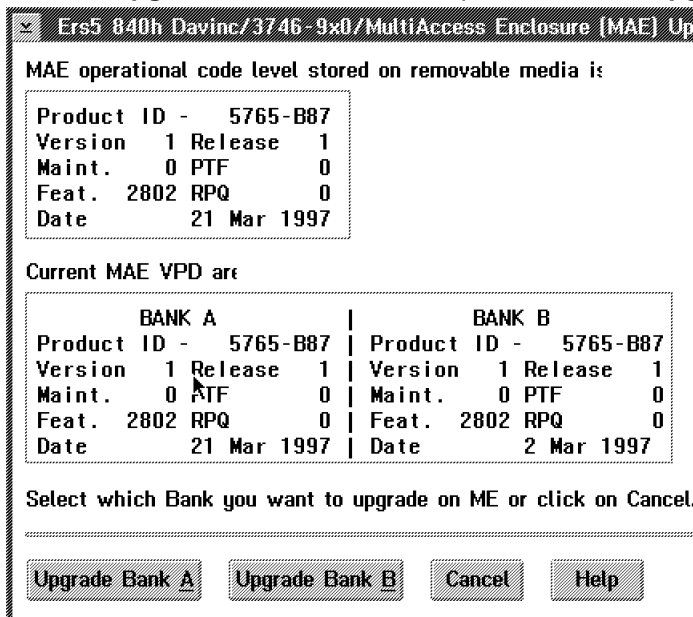 Ers5 840h Davinc/3746-9x0/MultiAccess Enclosure (MAE) Up
MAE operational code level stored on removable media is
Product ID - 5765-B87
Version 1 Release 1
Maint. 0 PTF 0
Feat. 2802 RPQ 0
Date 21 Mar 1997
Current MAE VPD are
BANK A | BANK B
Product ID - 5765-B87 | Product ID - 5765-B87
Version 1 Release 1 | Version 1 Release 1
Maint. 0 PTF 0 | Maint. 0 PTF 0
Feat. 2802 RPQ 0 | Feat. 2802 RPQ 0
Date 21 Mar 1997 | Date 2 Mar 1997
Select which Bank you want to upgrade on ME or click on Cancel.
Upgrade Bank A Upgrade Bank B Cancel Help